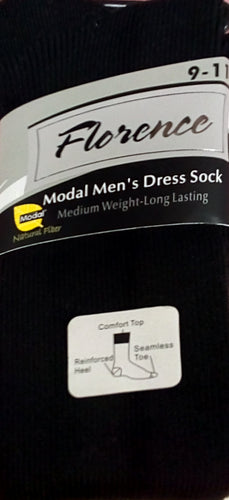 9-11
Florence
Modal Men's Dress Sock
Medium Weight-Long Lasting
Modal
Natural Fiber
Comfort Top
Reinforced
Heel
Seamless
Toe